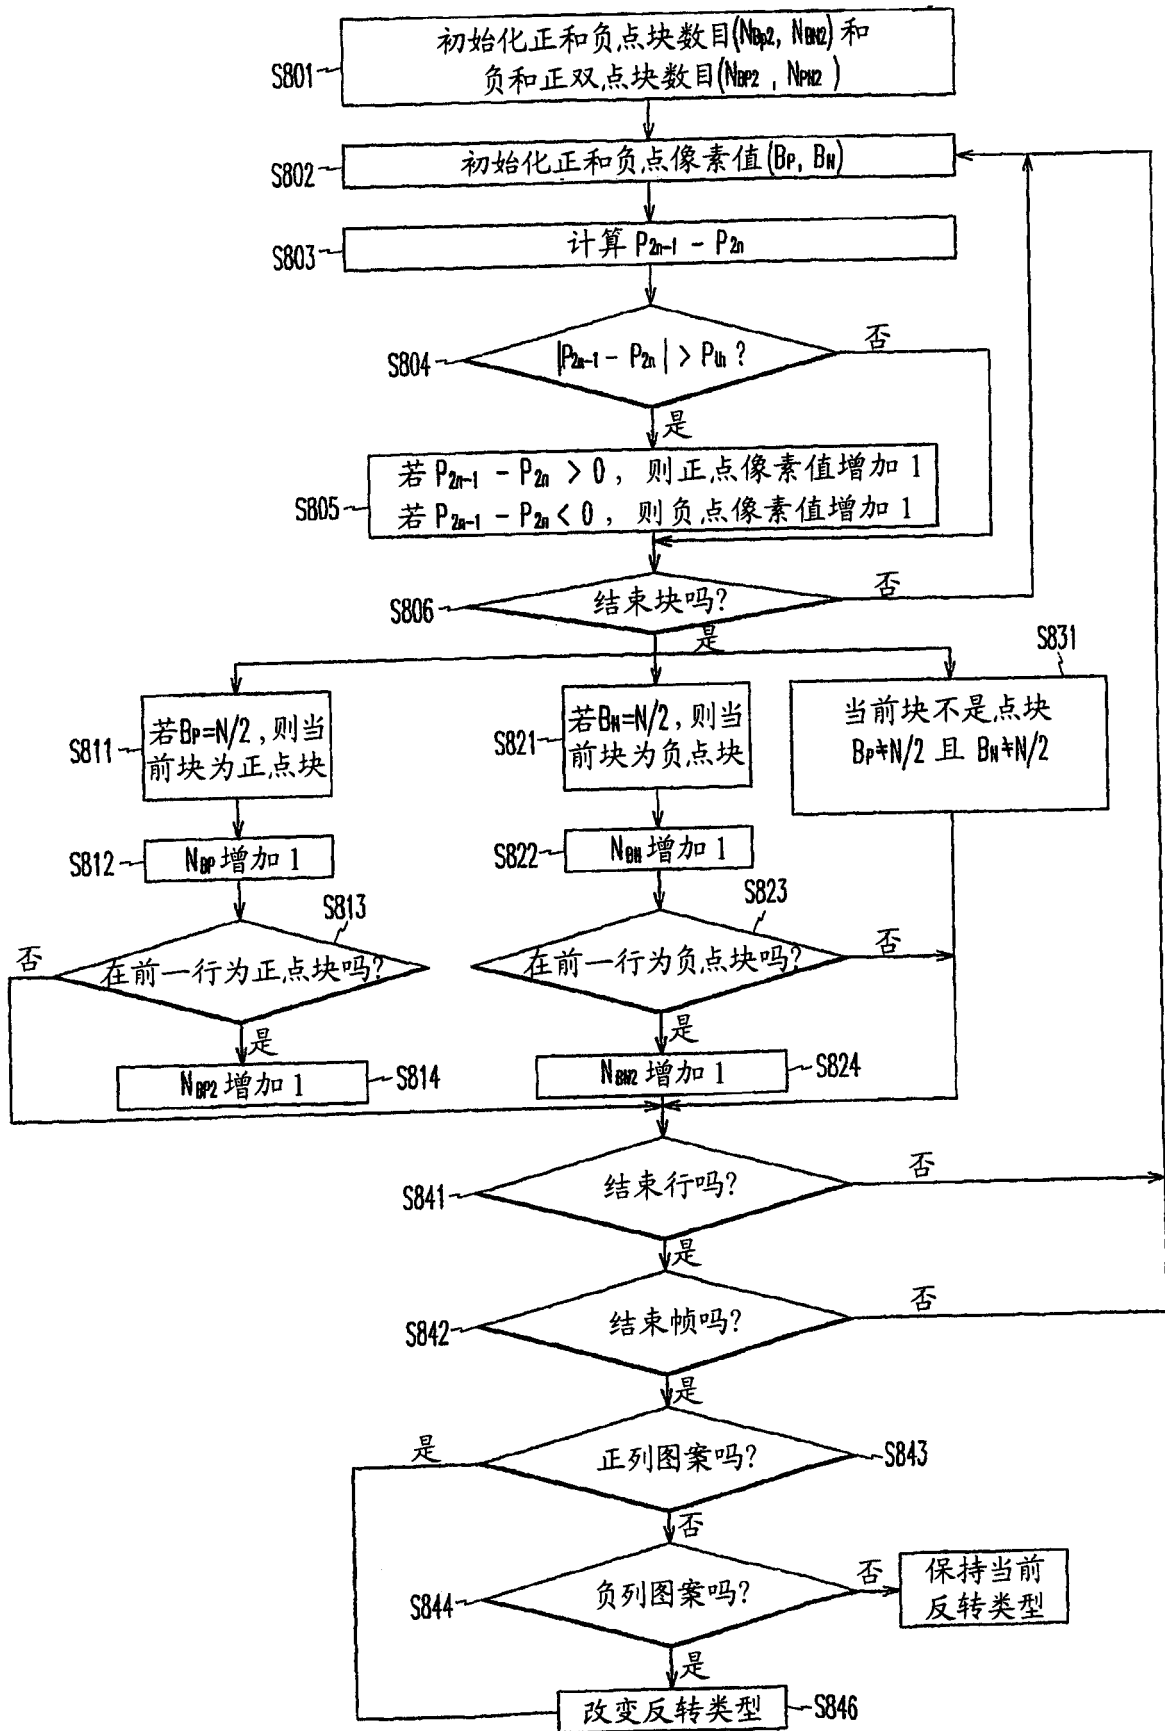 初始化正和负点块数目(NBP2, NBN2)和
负和正双点块数目(NBP2 , NPN2 )
S801
初始化正和负点像素值(BP, BN)
S802
计算 P2n-1 - P2n
S803
|P2n-1 - P2n| > Pth ?
S804
否
是
若 P2n-1 - P2n > 0 , 则正点像素值增加 1
若 P2n-1 - P2n < 0 , 则负点像素值增加 1
S805
结束块吗?
S806
否
是
S831
若BP=N/2 , 则当
前块为正点块
S811
若BN=N/2, 则当
前块为负点块
S821
当前块不是点块
BP≠N/2 且 BN≠N/2
NBP 增加 1
S812
NBN 增加 1
S822
S813
S823
否
在前一行为正点块吗?
在前一行为负点块吗?
否
是
是
NBP2 增加 1
S814
NBN2 增加 1
S824
结束行吗?
S841
否
是
结束帧吗?
S842
否
是
是
正列图案吗?
S843
否
负列图案吗?
S844
否
保持当前
反转类型
是
改变反转类型
S846